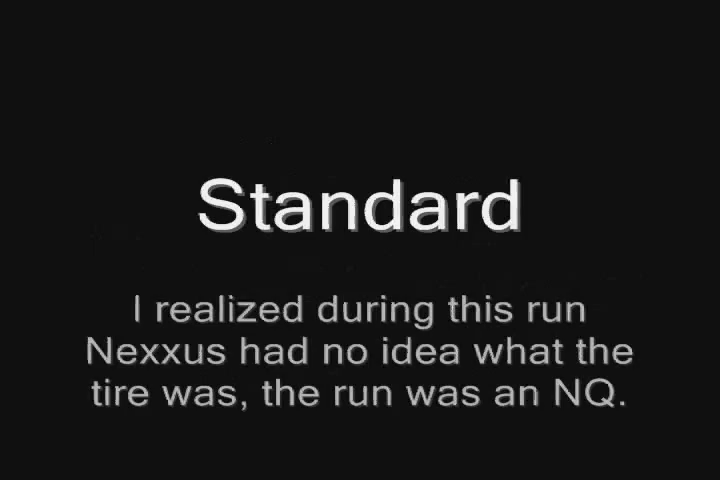 Standard
I realized during this run
Nexxus had no idea what the
tire was, the run was an NQ.